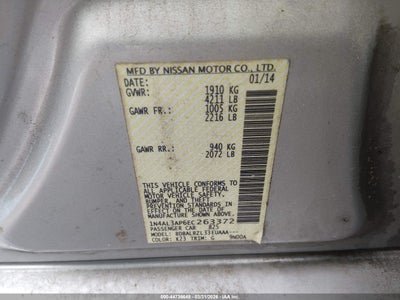 MFD BY NISSAN MOTOR CO., LTD.
DATE: 01/14
GVWR: 1910 KG
4211 LB
GAWR FR.: 1005 KG
2216 LB
GAWR RR.: 940 KG
2072 LB
THIS VEHICLE CONFORMS TO ALL
APPLICABLE FEDERAL MOTOR
VEHICLE SAFETY, BUMPER, AND THEFT
PREVENTION STANDARDS IN EFFECT ON
THE DATE OF MANUFACTURE SHOWN
ABOVE.
1N4AL3AP6EC263372
PASSENGER CAR
COLOR: K23 TRIM: G